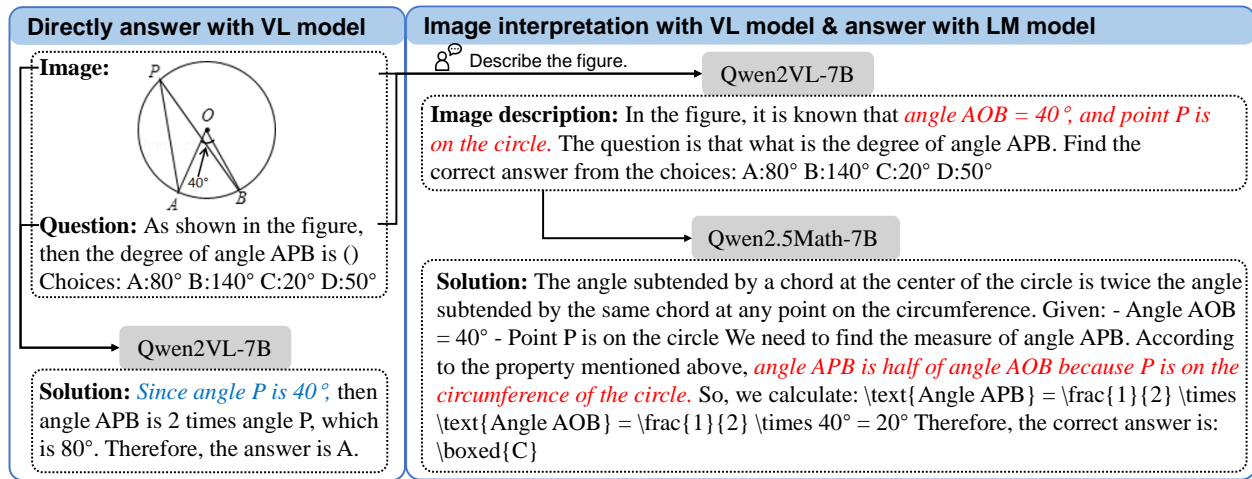 Directly answer with VL model
Image:
P
O
40°
A
B
Question: As shown in the figure,
then the degree of angle APB is ()
Choices: A:80° B:140° C:20° D:50°
Qwen2VL-7B
Solution: Since angle P is 40°, then
angle APB is 2 times angle P, which
is 80°. Therefore, the answer is A.
Image interpretation with VL model & answer with LM model
Describe the figure.
Qwen2VL-7B
Image description: In the figure, it is known that angle AOB = 40°, and point P is
on the circle. The question is that what is the degree of angle APB. Find the
correct answer from the choices: A:80° B:140° C:20° D:50°
Qwen2.5Math-7B
Solution: The angle subtended by a chord at the center of the circle is twice the angle
subtended by the same chord at any point on the circumference. Given: - Angle AOB
= 40° - Point P is on the circle We need to find the measure of angle APB. According
to the property mentioned above, angle APB is half of angle AOB because P is on the
circumference of the circle. So, we calculate: \text{Angle APB} = \frac{1}{2} \times
\text{Angle AOB} = \frac{1}{2} \times 40° = 20° Therefore, the correct answer is:
\boxed{C}